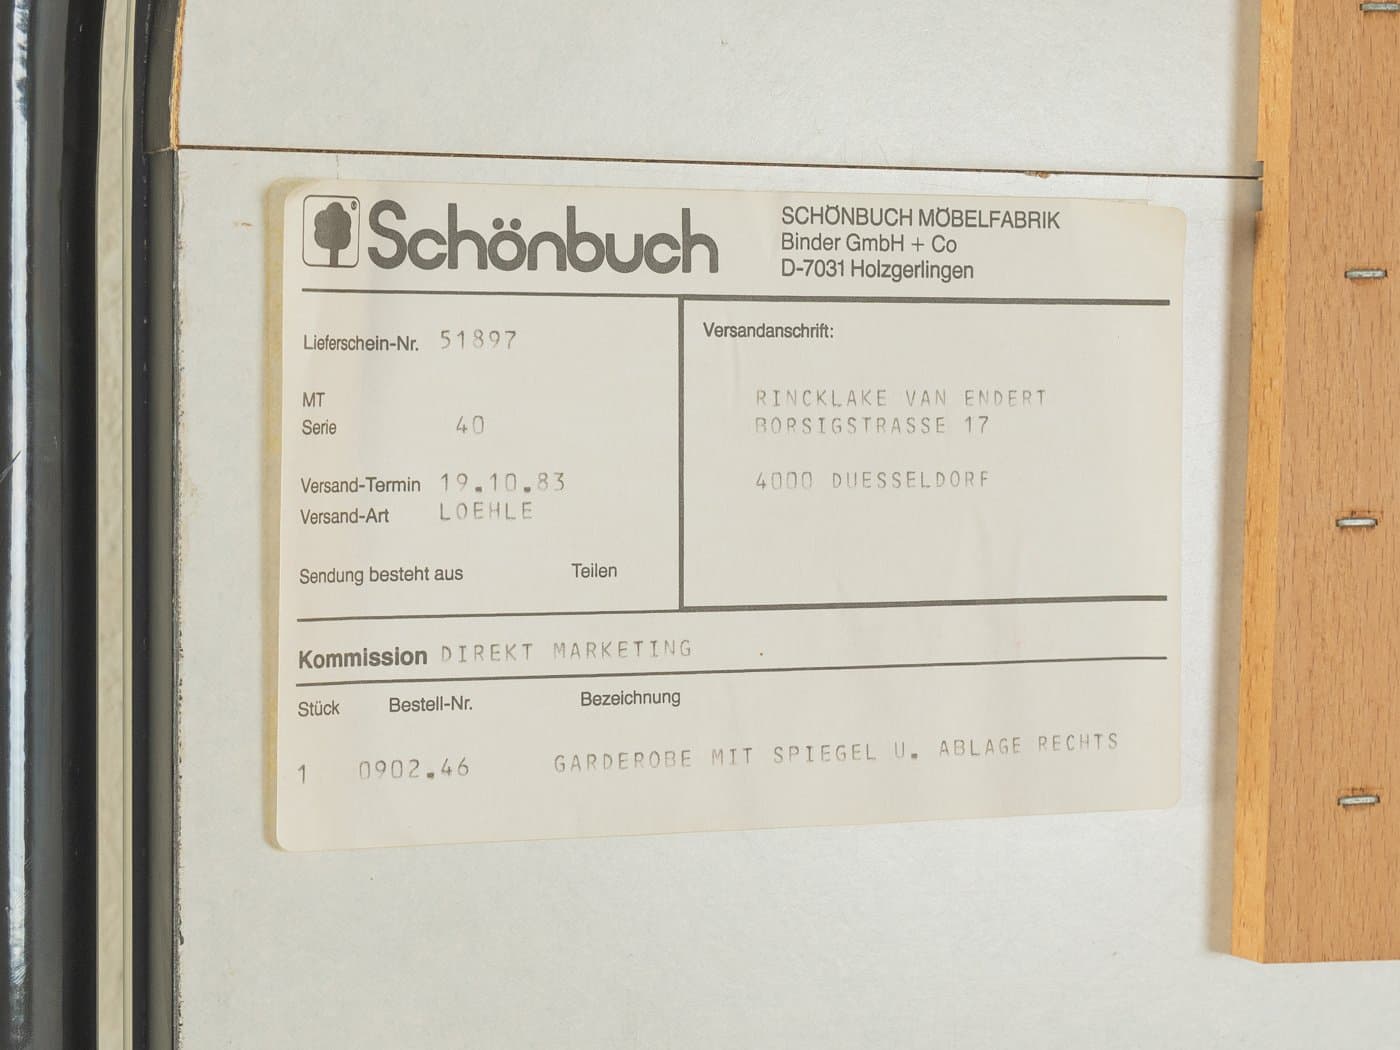 Schönbuch
SCHÖNBUCH MÖBELFABRIK
Binder GmbH + Co
D-7031 Holzgerlingen
Lieferschein-Nr. 51897
MT
Serie 40
Versand-Termin 19.10.83
Versand-Art LOEHLE
Sendung besteht aus Teilen
Versandanschrift:
RINCKLAKE VAN ENDERT
BORSIGSTRASSE 17
4000 DUESSELDORF
Kommission DIREKT MARKETING
Stück Bestell-Nr. Bezeichnung
1 0902.46 GARDEROBE MIT SPIEGEL U. ABLAGE RECHTS